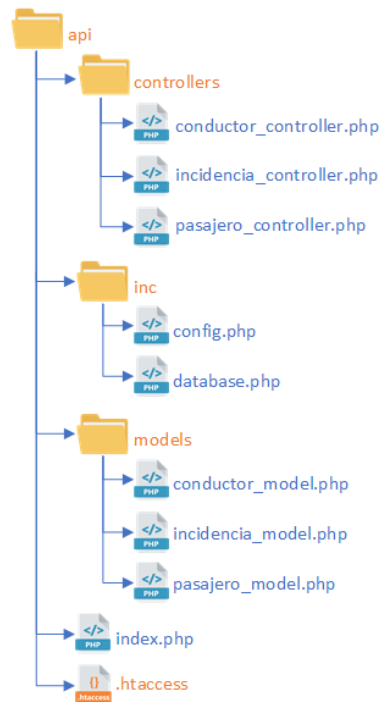 api
controllers
</>
PHP
conductor_controller.php
</>
PHP
incidencia_controller.php
</>
PHP
pasajero_controller.php
inc
</>
PHP
config.php
</>
PHP
database.php
models
</>
PHP
conductor_model.php
</>
PHP
incidencia_model.php
</>
PHP
pasajero_model.php
</>
PHP
index.php
{}
.htaccess
.htaccess